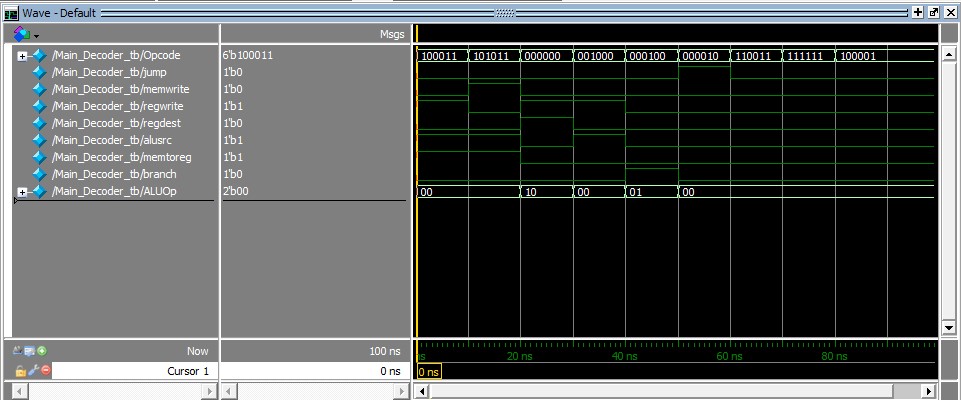 Wave - Default
Msgs
/Main_Decoder_tb/Opcode 6'b100011 100011 101011 000000 001000 000100 000010 110011 111111 100001
/Main_Decoder_tb/jump 1'b0
/Main_Decoder_tb/memwrite 1'b0
/Main_Decoder_tb/regwrite 1'b1
/Main_Decoder_tb/regdest 1'b0
/Main_Decoder_tb/alusrc 1'b1
/Main_Decoder_tb/memtoreg 1'b1
/Main_Decoder_tb/branch 1'b0
/Main_Decoder_tb/ALUOp 2'b00 00 10 00 01 00
Now 100 ns 20 ns 40 ns 60 ns 80 ns
Cursor 1 0 ns 0 ns